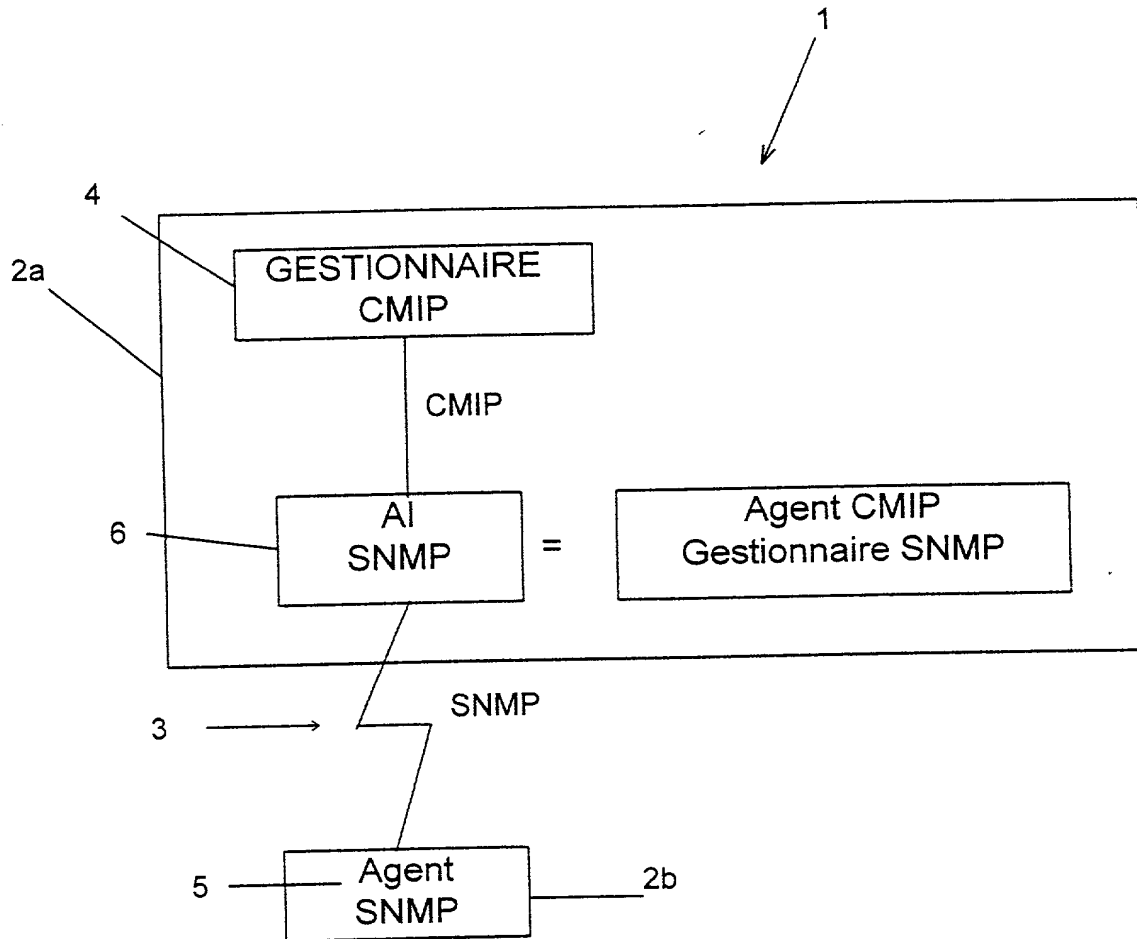 1
4
2a
GESTIONNAIRE
CMIP
CMIP
6
AI
SNMP
=
Agent CMIP
Gestionnaire SNMP
3
SNMP
5
Agent
SNMP
2b